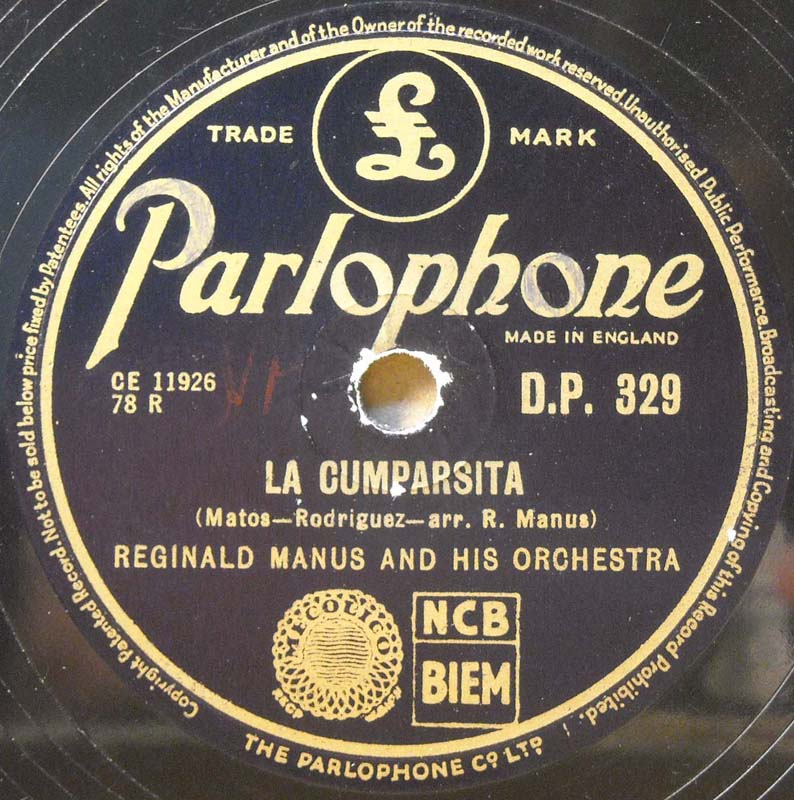 Copyright Patented Record. Not to be sold below price fixed by Patentees. All rights of the Manufacturer and of the Owner of the recorded work reserved. Unauthorised Public Performance, Broadcasting and Copying of this Record Prohibited.
£
TRADE MARK
Parlophone
MADE IN ENGLAND
CE 11926
78 R
D.P. 329
LA CUMPARSITA
(Matos—Rodriguez—arr. R. Manus)
REGINALD MANUS AND HIS ORCHESTRA
MECOLICO
NCB
BIEM
THE PARLOPHONE Co. LTD